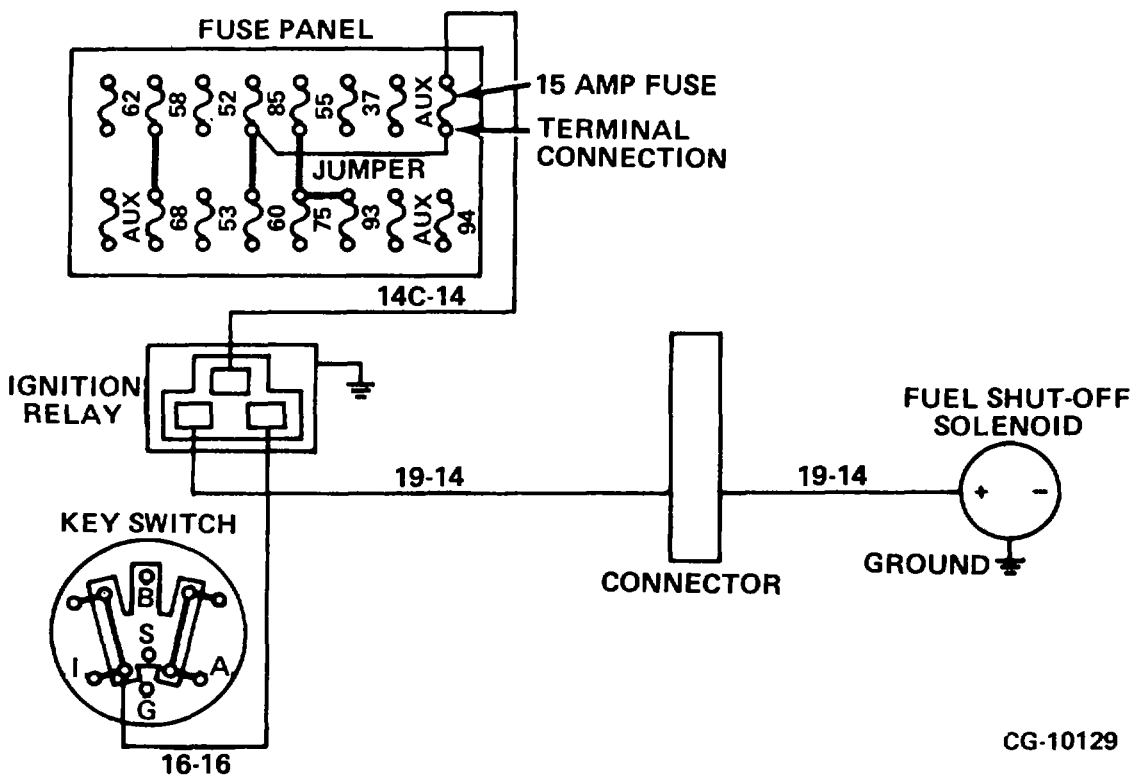 FUSE PANEL
62
58
52
85
55
37
AUX
15 AMP FUSE
TERMINAL
CONNECTION
JUMPER
AUX
68
53
60
75
93
AUX
94
14C-14
IGNITION
RELAY
FUEL SHUT-OFF
SOLENOID
19-14
19-14
+
-
KEY SWITCH
GROUND
CONNECTOR
B
S
I
A
G
16-16
CG-10129